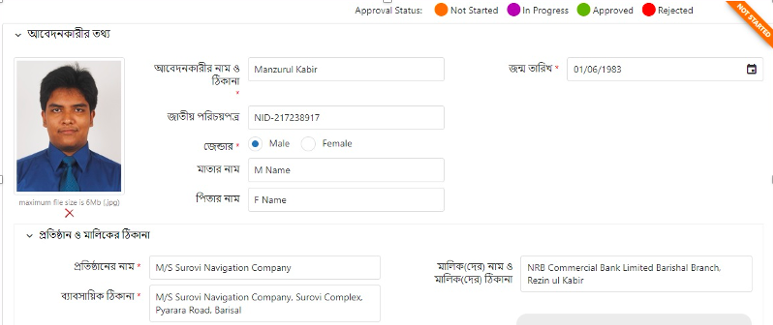 Approval Status: Not Started In Progress Approved Rejected
NOT STARTED
আবেদনকারীর তথ্য
আবেদনকারীর নাম ও ঠিকানা * Manzurul Kabir
জন্ম তারিখ * 01/06/1983
জাতীয় পরিচয়পত্র NID-217238917
জেন্ডার * Male Female
মাতার নাম M Name
পিতার নাম F Name
maximum file size is 6Mb (.jpg)
প্রতিষ্ঠান ও মালিকের ঠিকানা
প্রতিষ্ঠানের নাম * M/S Surovi Navigation Company
মালিক(দের) নাম ও মালিক(দের) ঠিকানা NRB Commercial Bank Limited Barishal Branch,
Rezin ul Kabir
ব্যাবসায়িক ঠিকানা * M/S Surovi Navigation Company. Surovi Complex,
Pyarara Road, Barisal